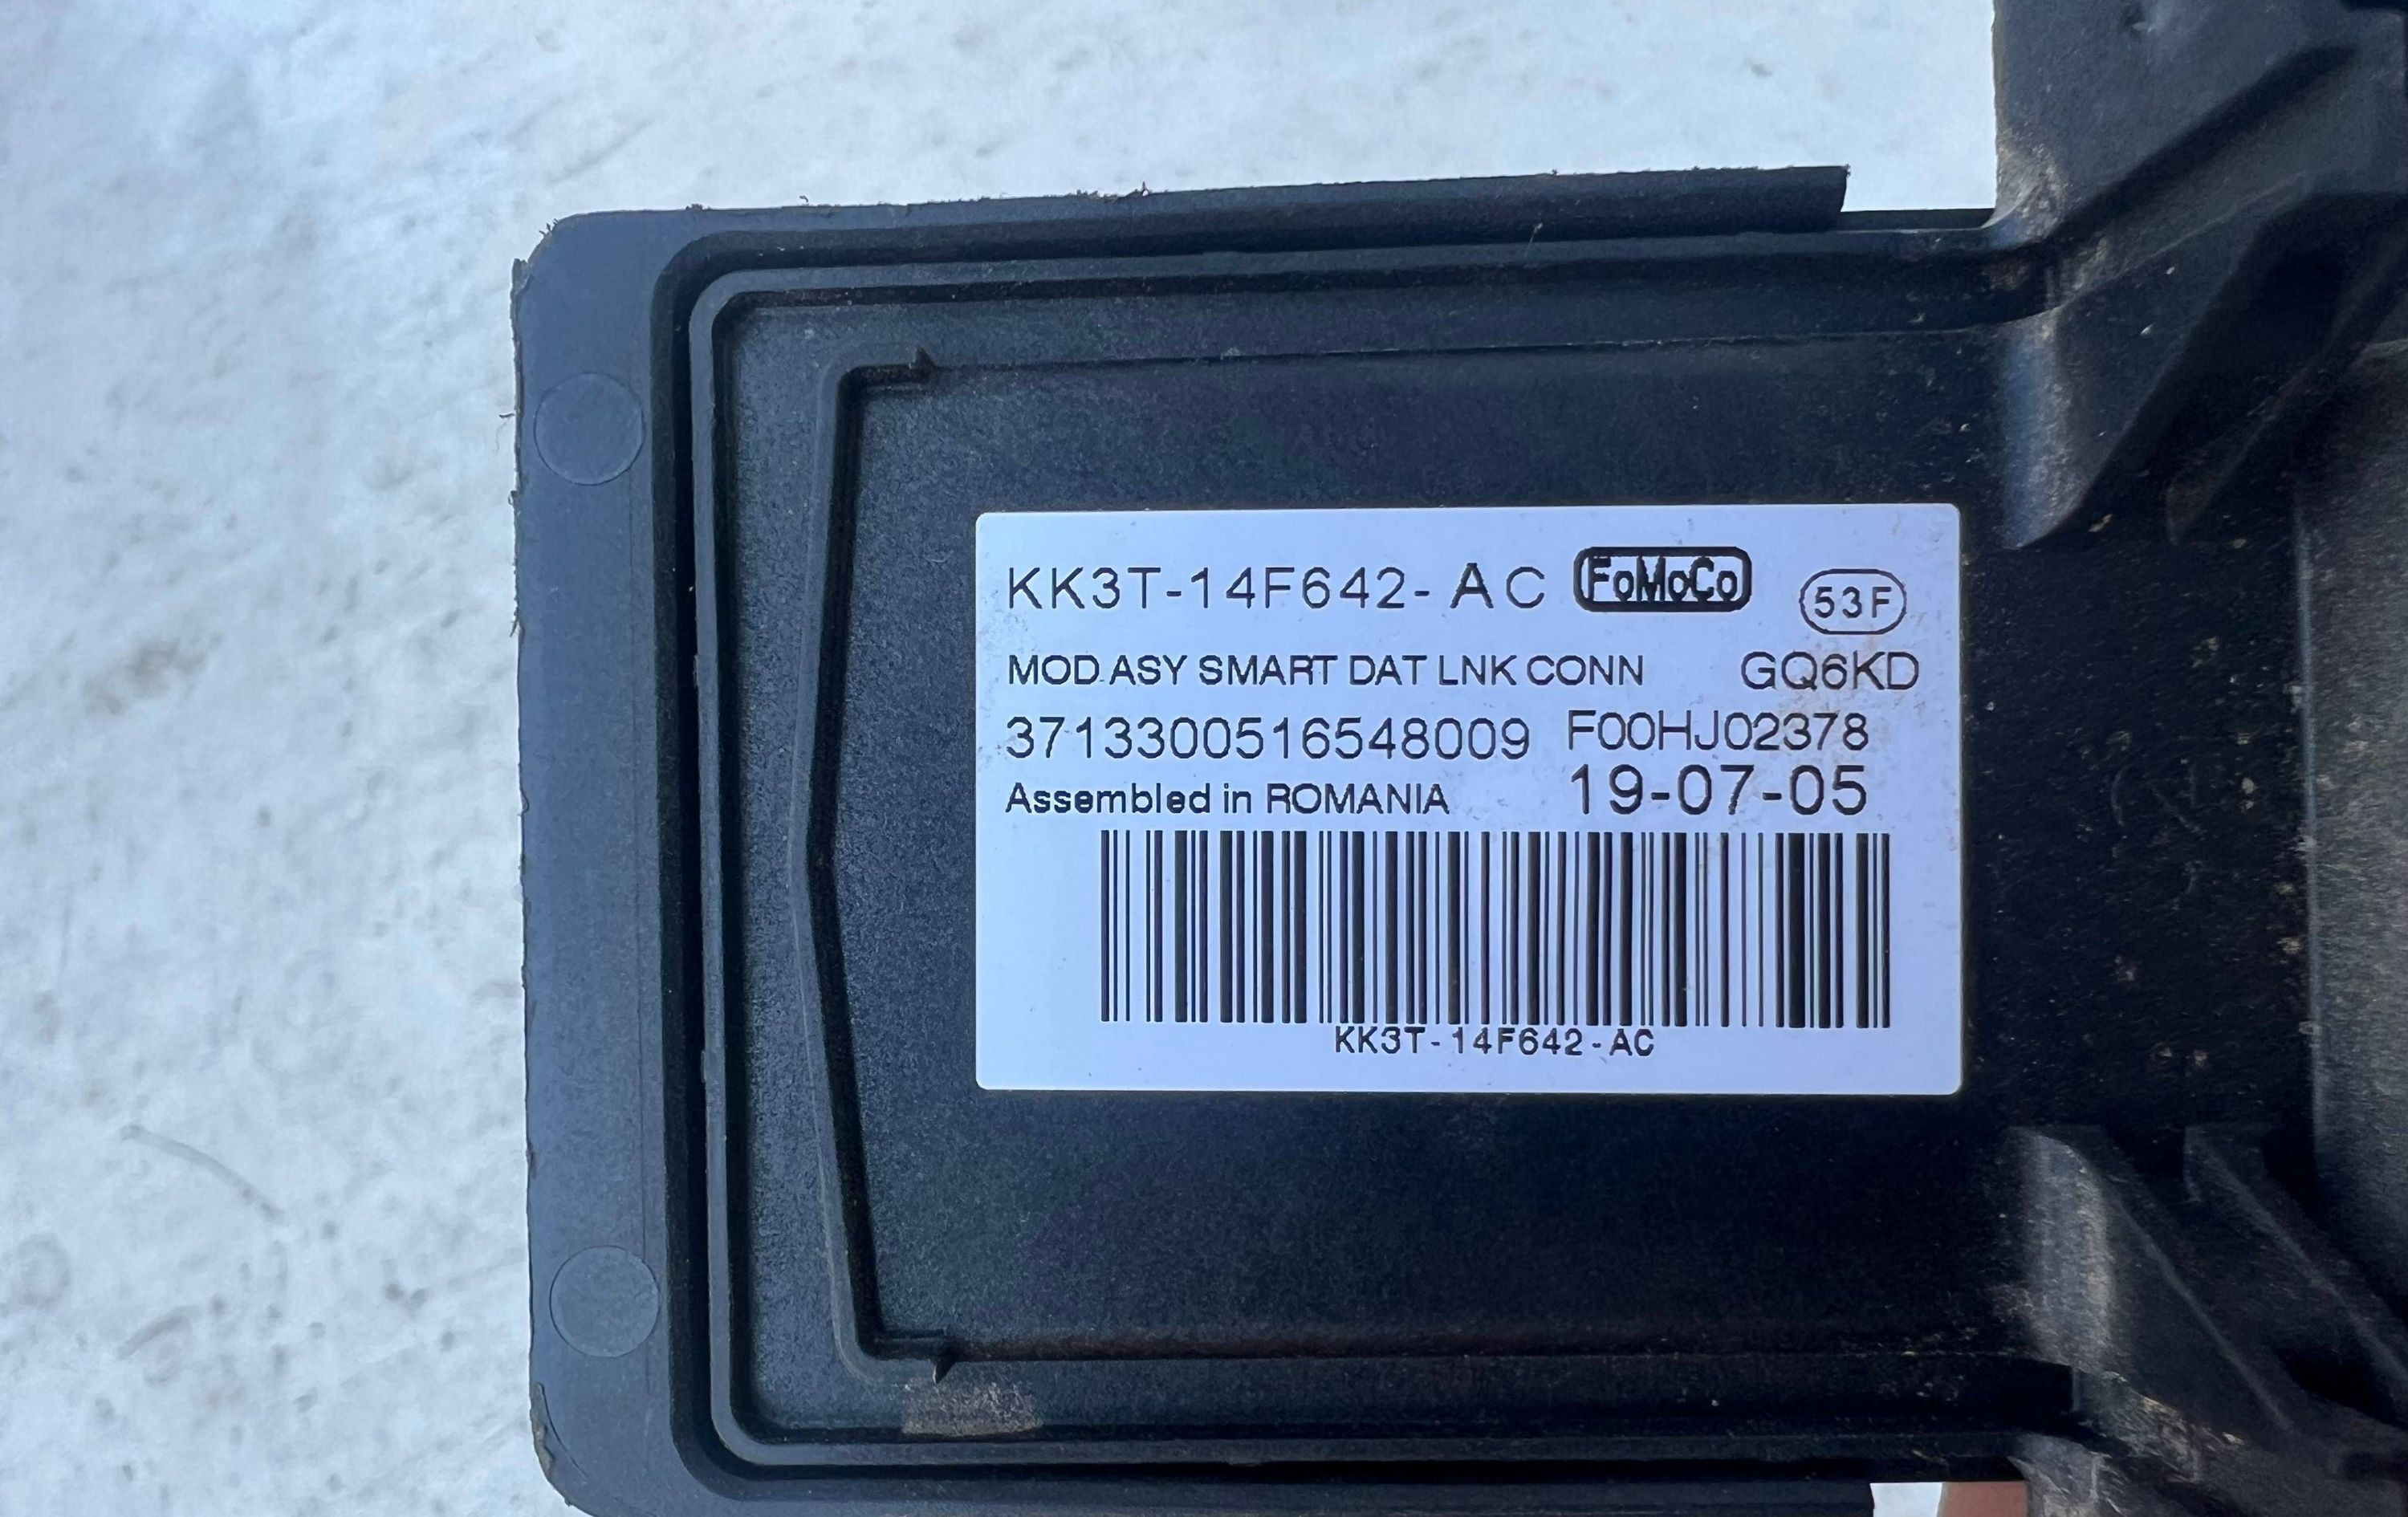 KK3T-14F642-AC FoMoCo 53F
MOD ASY SMART DAT LNK CONN GQ6KD
3713300516548009 F00HJ02378
Assembled in ROMANIA 19-07-05
KK3T-14F642-AC